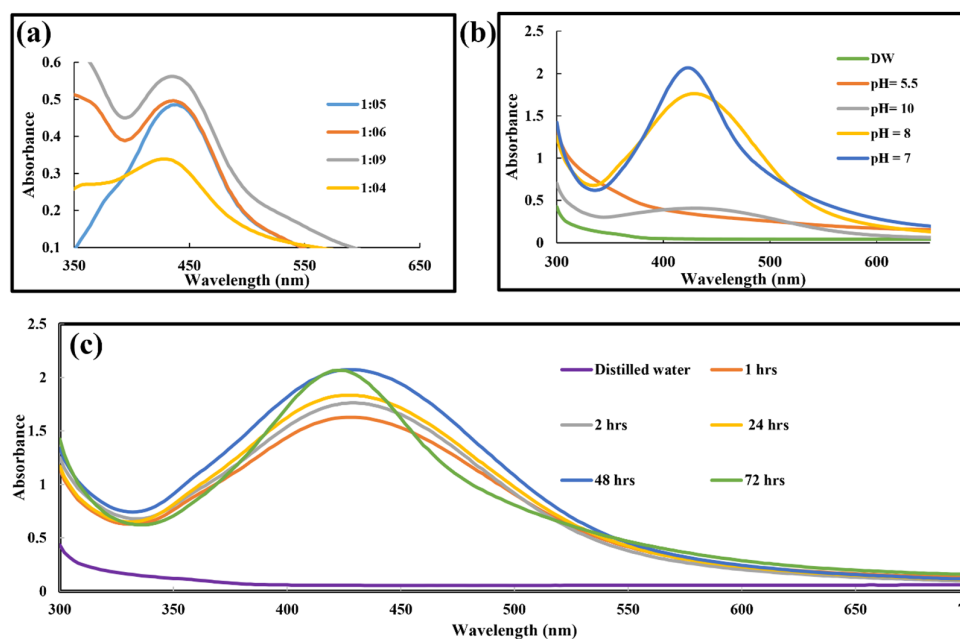 (a)
Absorbance
0.6
0.5
0.4
0.3
0.2
0.1
350
450
550
650
Wavelength (nm)
1:05
1:06
1:09
1:04
(b)
Absorbance
2.5
2
1.5
1
0.5
0
300
400
500
600
Wavelength (nm)
DW
pH= 5.5
pH= 10
pH = 8
pH = 7
(c)
Absorbance
2.5
2
1.5
1
0.5
0
300
350
400
450
500
550
600
650
Wavelength (nm)
Distilled water
1 hrs
2 hrs
24 hrs
48 hrs
72 hrs